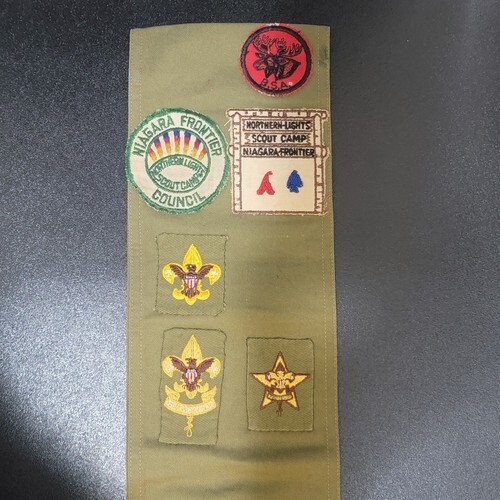 B.S.A.
NIAGARA FRONTIER
NORTHERN LIGHTS
SCOUT CAMP
COUNCIL
NORTHERN-LIGHTS
SCOUT CAMP
NIAGARA-FRONTIER